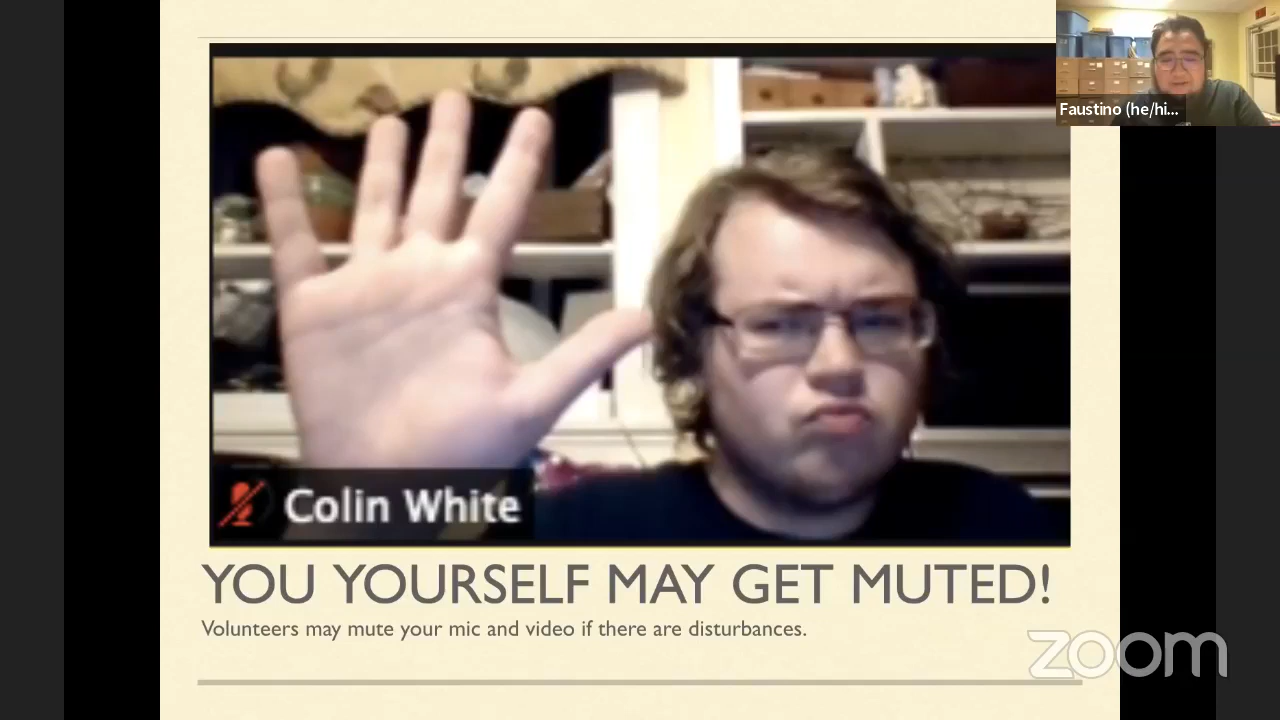 Faustino (he/hi...
Colin White
YOU YOURSELF MAY GET MUTED!
Volunteers may mute your mic and video if there are disturbances.
zoom